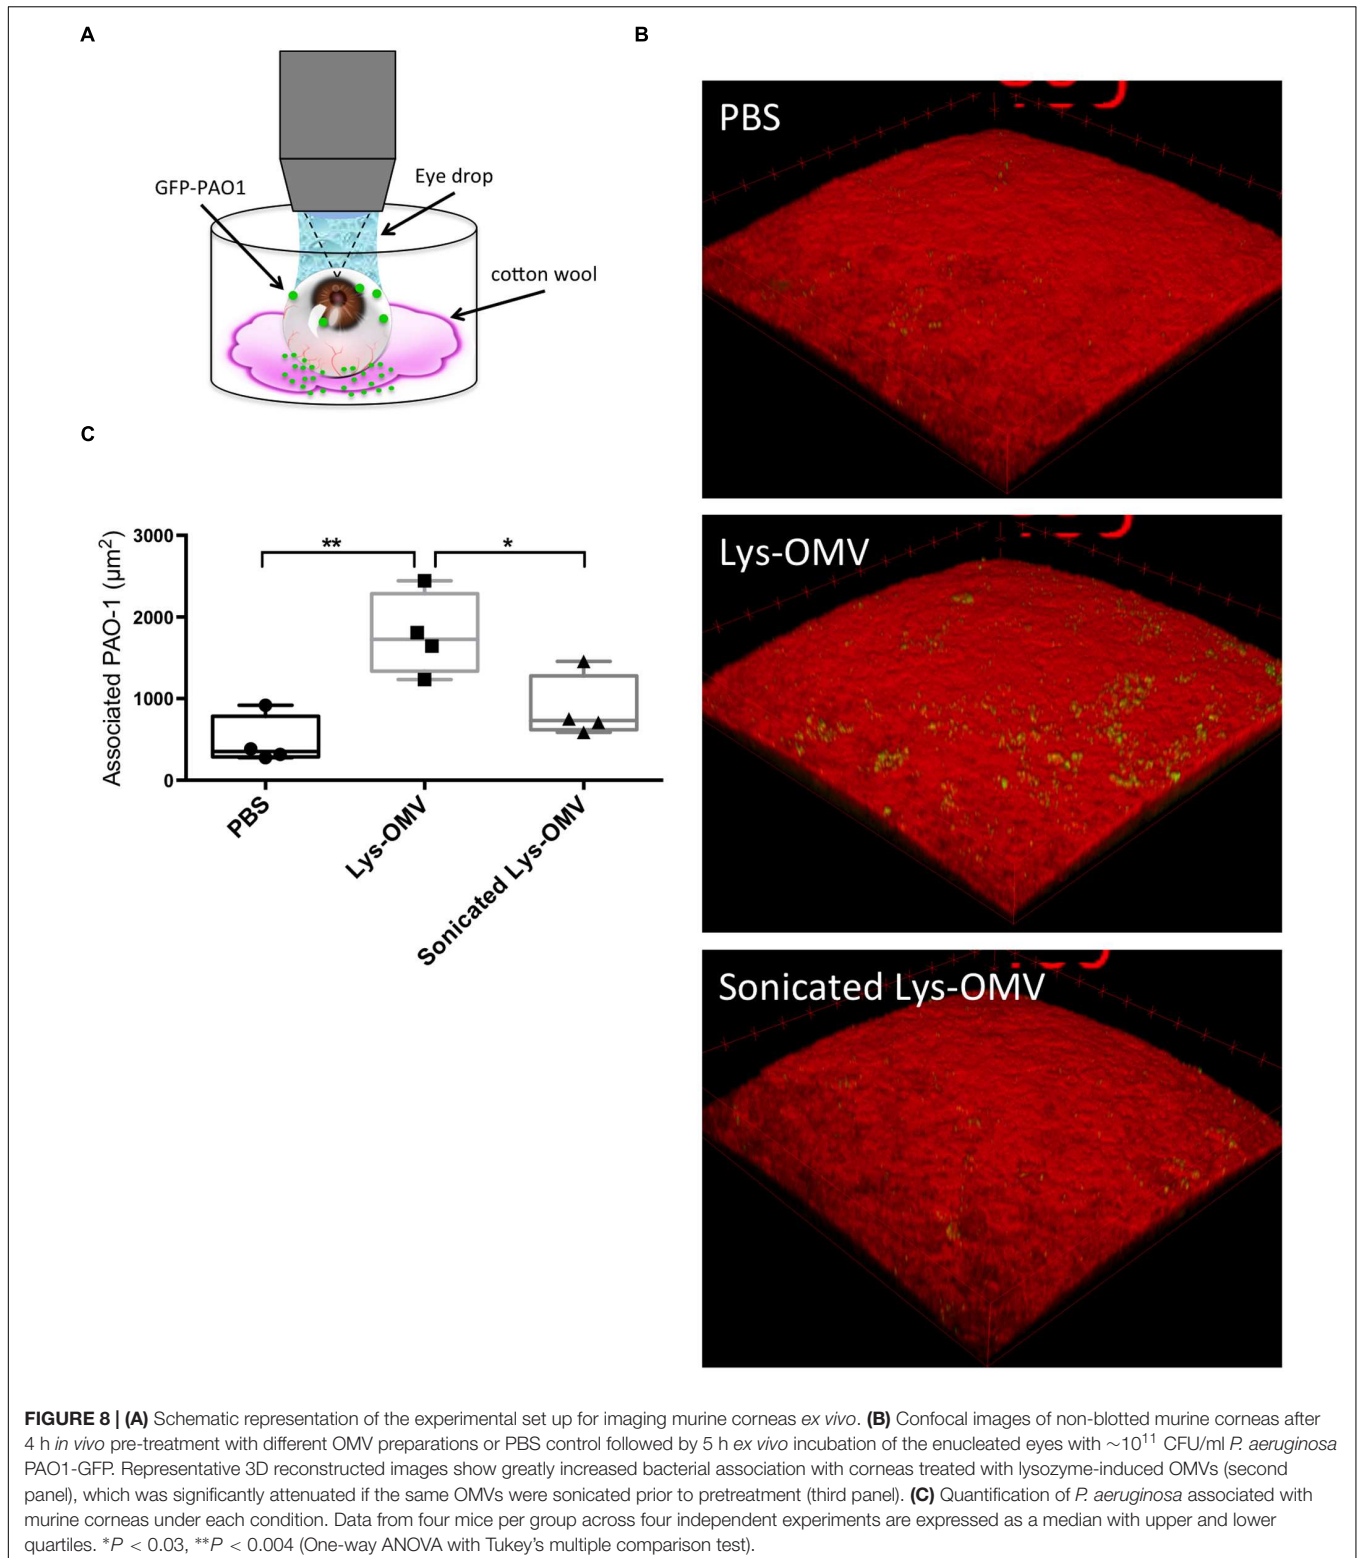 A
GFP-PAO1
Eye drop
cotton wool
B
PBS
Lys-OMV
Sonicated Lys-OMV
C
Associated PAO-1 (µm²)
3000
2000
1000
0
**
*
PBS
Lys-OMV
Sonicated Lys-OMV
FIGURE 8 | (A) Schematic representation of the experimental set up for imaging murine corneas ex vivo. (B) Confocal images of non-blotted murine corneas after
4 h in vivo pre-treatment with different OMV preparations or PBS control followed by 5 h ex vivo incubation of the enucleated eyes with ∼10¹¹ CFU/ml P. aeruginosa
PAO1-GFP. Representative 3D reconstructed images show greatly increased bacterial association with corneas treated with lysozyme-induced OMVs (second
panel), which was significantly attenuated if the same OMVs were sonicated prior to pretreatment (third panel). (C) Quantification of P. aeruginosa associated with
murine corneas under each condition. Data from four mice per group across four independent experiments are expressed as a median with upper and lower
quartiles. *P < 0.03, **P < 0.004 (One-way ANOVA with Tukey's multiple comparison test).